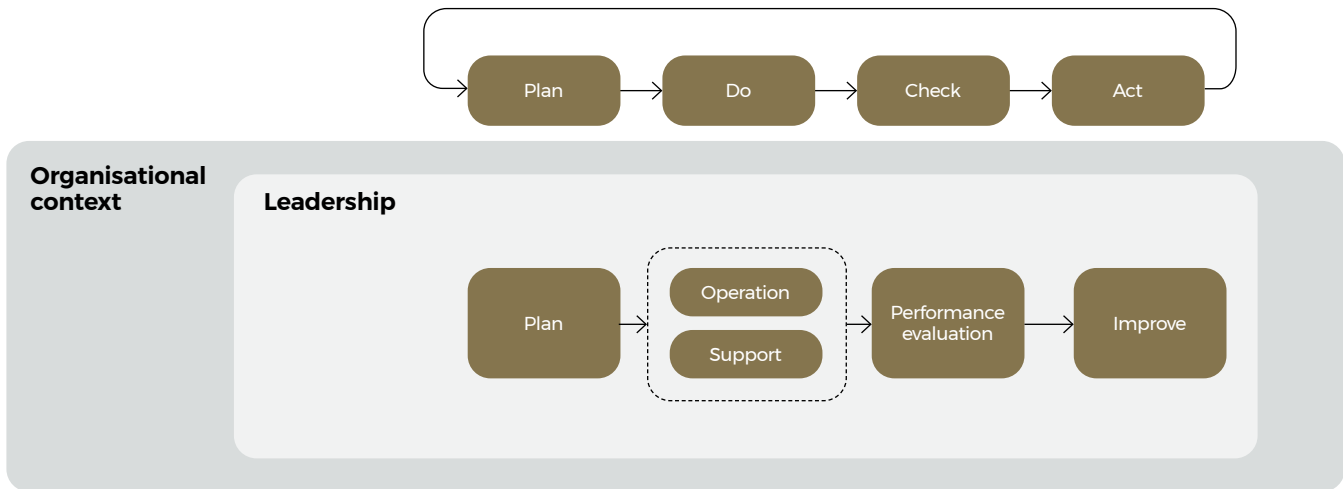 Plan
Do
Check
Act
Organisational
context
Leadership
Plan
Operation
Support
Performance
evaluation
Improve